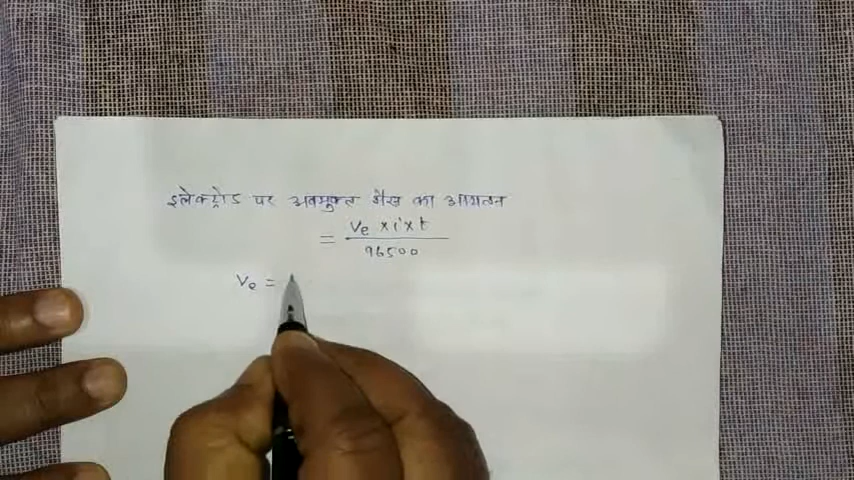 इलेक्ट्रोड पर अवमुक्त गैस का आयतन
= Ve × i × t / 96500
Ve =